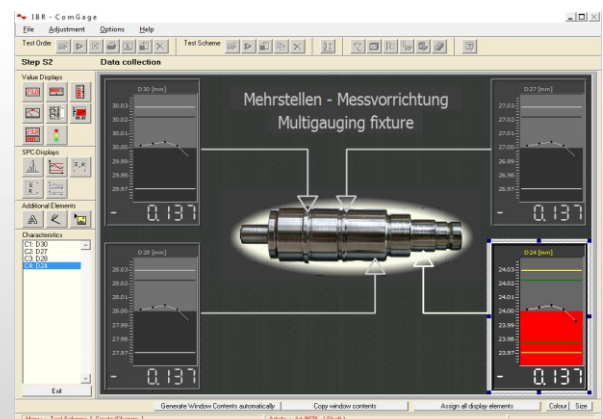 IBR - ComGage
File Adjustment Options Help
Test Order Test Scheme
Step S2 Data collection
Value Displays
SPC-Displays
Additional Elements
Characteristics
C1: D30
C2: D27
C3: D28
C4: D24
Exit
Mehrstellen - Messvorrichtung
Multigauging fixture
D30 [mm]
30.03
30.02
30.01
30.00
29.99
29.98
29.97
- 0.137
D27 [mm]
27.03
27.02
27.01
27.00
26.99
26.98
26.97
- 0.137
D28 [mm]
28.03
28.02
28.01
28.00
27.99
27.98
27.97
- 0.137
D24 [mm]
24.03
24.02
24.01
24.00
23.99
23.98
23.97
- 0.137
Generate Window Contents automatically Copy window contents Assign all display elements Colour Size